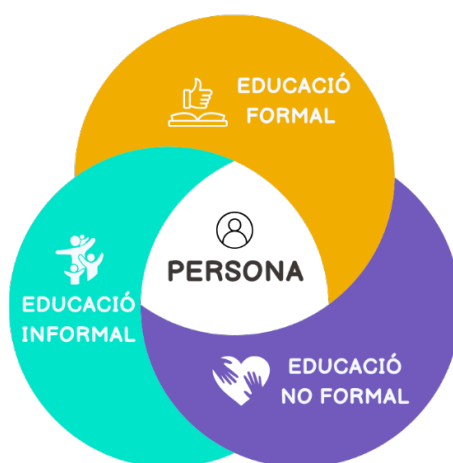 EDUCACIÓ
FORMAL
PERSONA
EDUCACIÓ
INFORMAL
EDUCACIÓ
NO FORMAL